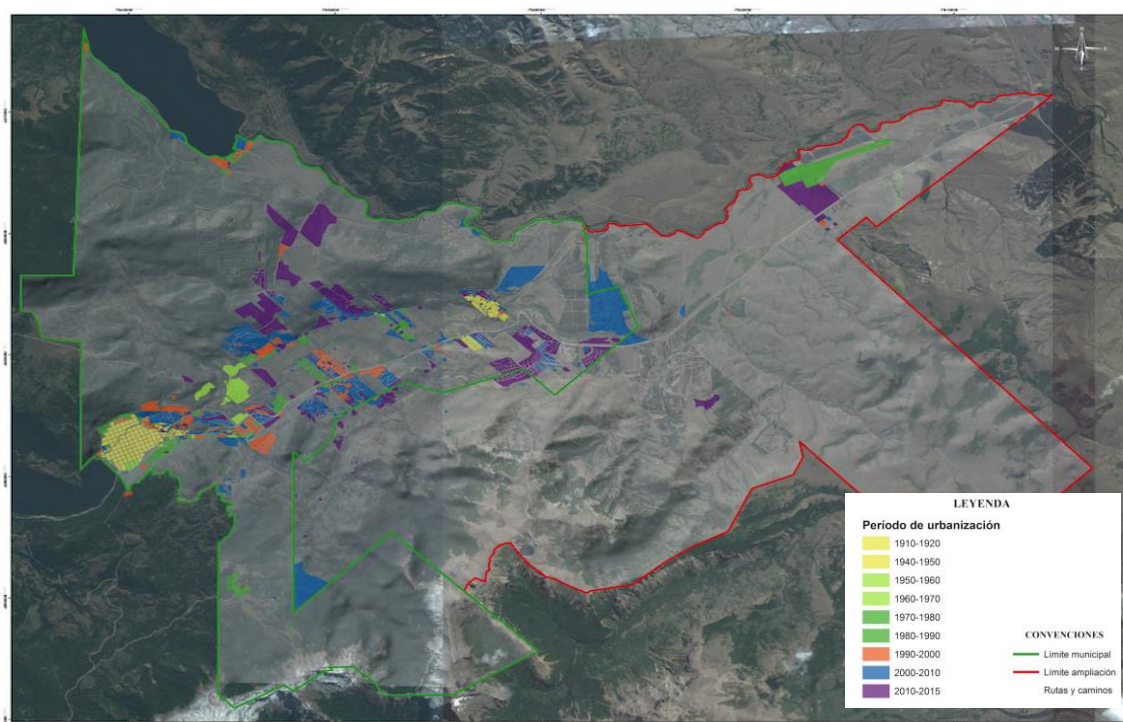 LEYENDA
Período de urbanización
1910-1920
1940-1950
1950-1960
1960-1970
1970-1980
1980-1990
1990-2000
2000-2010
2010-2015
CONVENCIONES
Límite municipal
Límite ampliación
Rutas y caminos